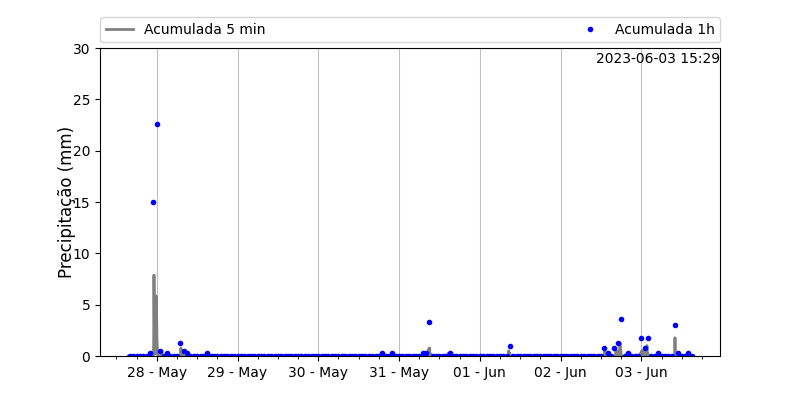 Acumulada 5 min
Acumulada 1h
2023-06-03 15:29
Precipitação (mm)
30
25
20
15
10
5
0
28 - May
29 - May
30 - May
31 - May
01 - Jun
02 - Jun
03 - Jun